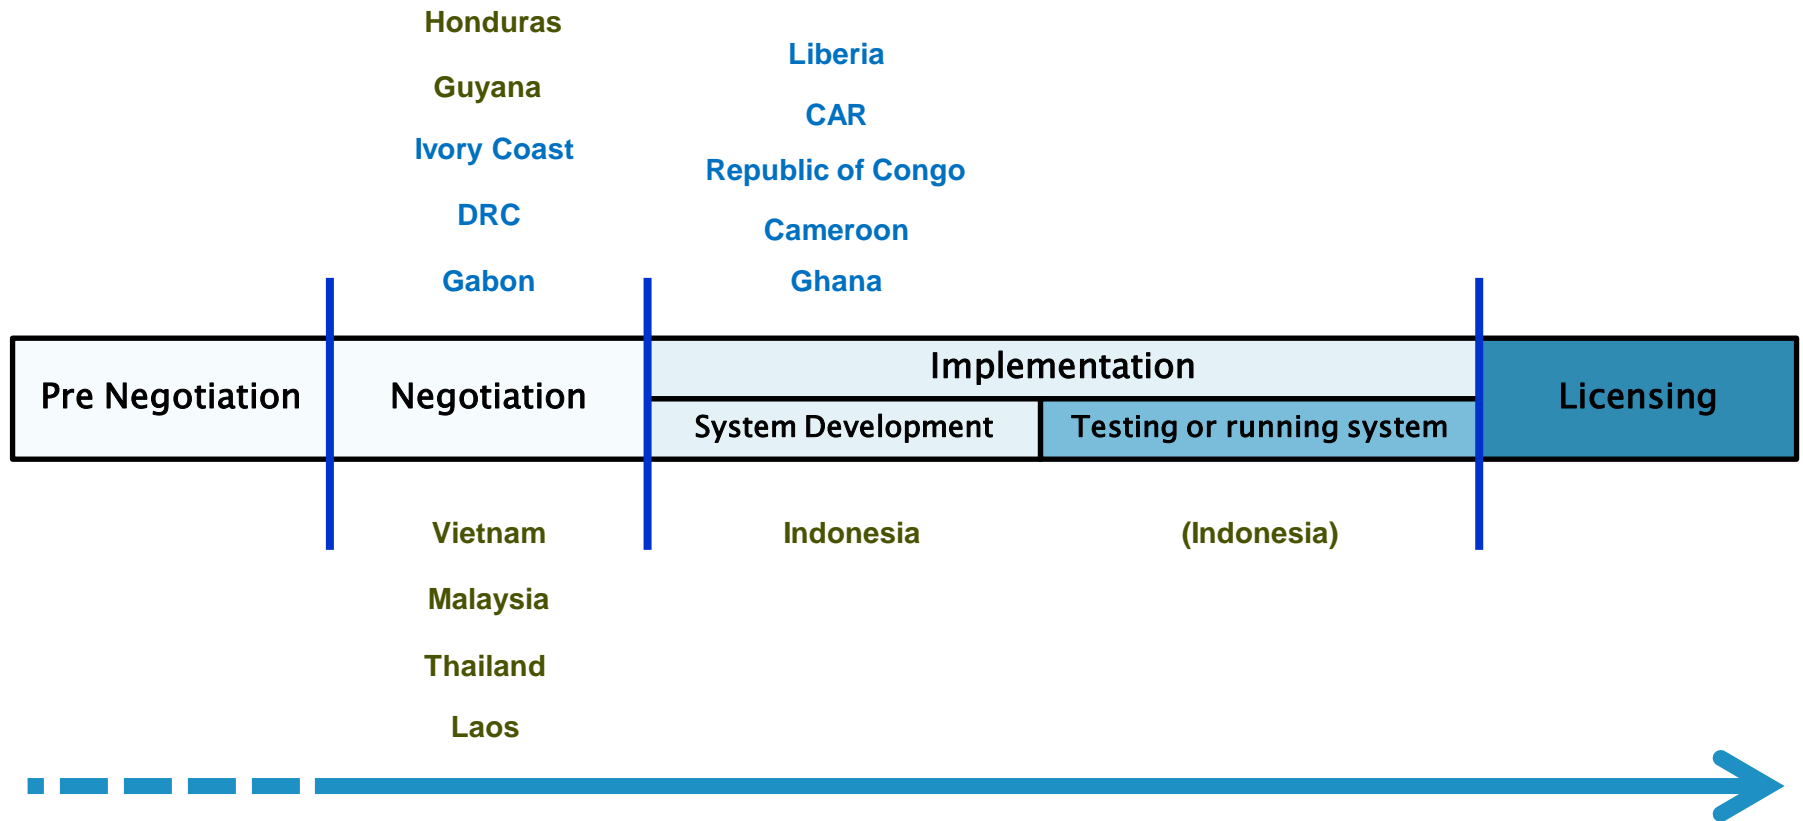 Honduras
Liberia
Guyana
CAR
Ivory Coast
Republic of Congo
DRC
Cameroon
Gabon
Ghana
Pre Negotiation
Negotiation
Implementation
System Development
Testing or running system
Licensing
Vietnam
Indonesia
(Indonesia)
Malaysia
Thailand
Laos